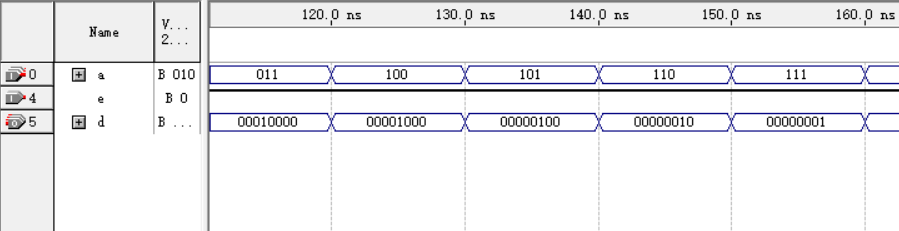 120.0 ns 130.0 ns 140.0 ns 150.0 ns 160.0 ns
Name V... 2...
0 a B 010 011 100 101 110 111
4 e B 0
5 d B ... 00010000 00001000 00000100 00000010 00000001